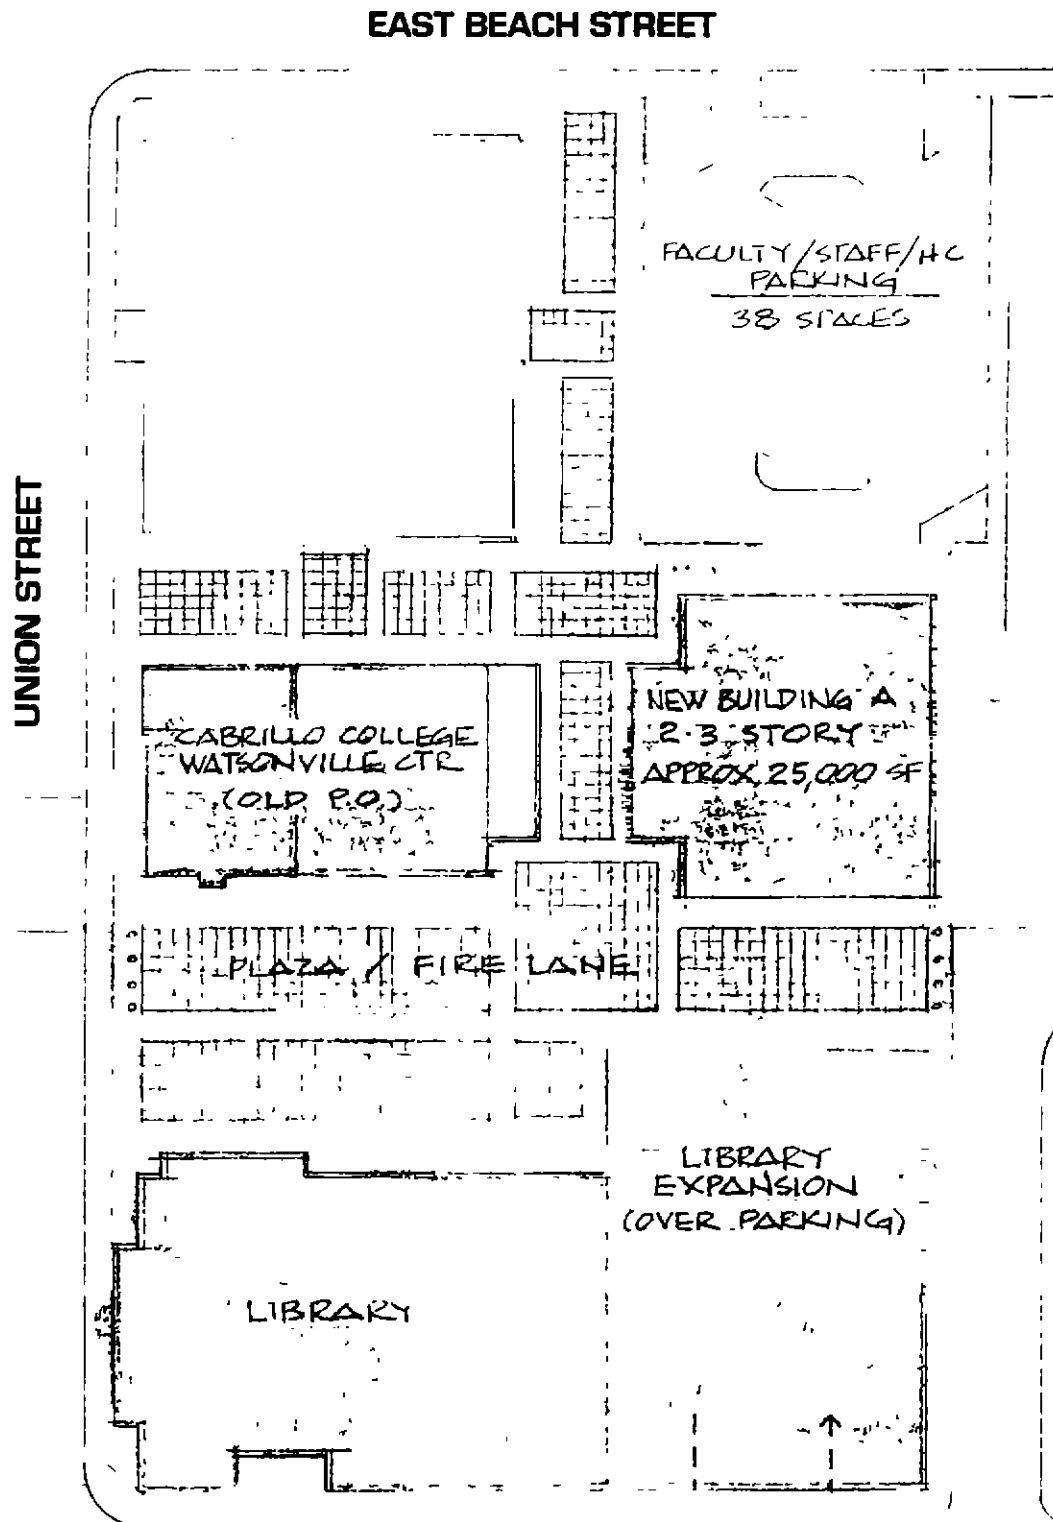 EAST BEACH STREET
FACULTY/STAFF/HC
PARKING
38 SPACES
UNION STREET
NEW BUILDING A
2-3 STORY
APPROX. 25,000 SF
CABRILLO COLLEGE
WATSONVILLE CTR
(OLD P.O.)
PLAZA / FIRE LANE
LIBRARY
EXPANSION
(OVER PARKING)
LIBRARY